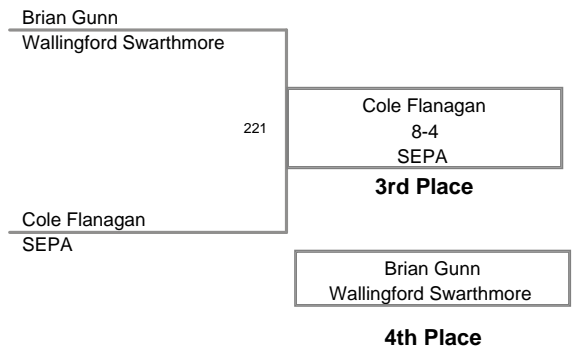 Brian Gunn
Wallingford Swarthmore
221
Cole Flanagan
8-4
SEPA
3rd Place
Cole Flanagan
SEPA
Brian Gunn
Wallingford Swarthmore
4th Place